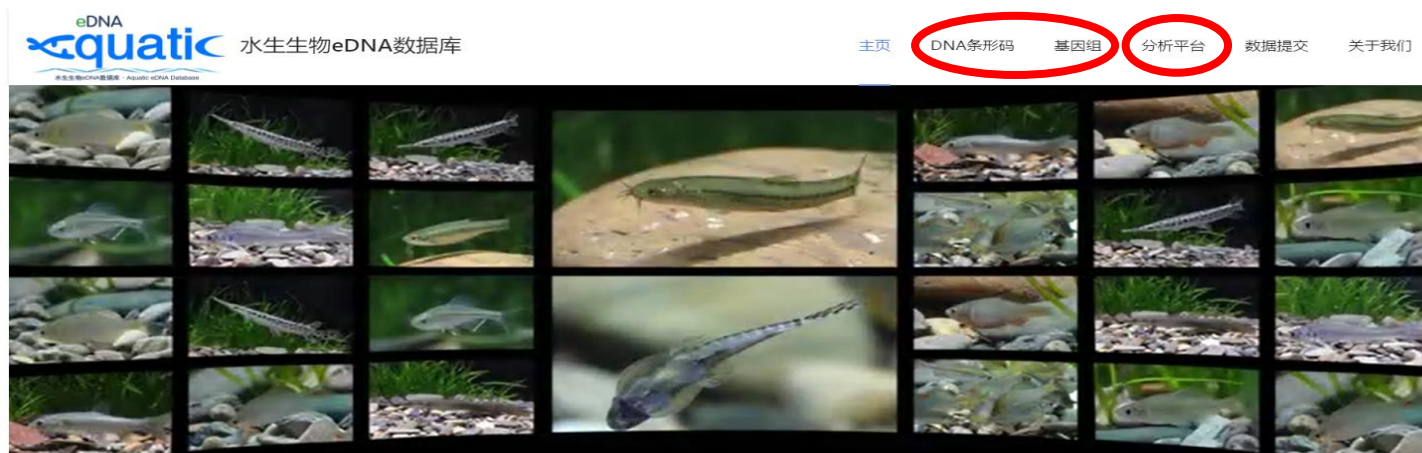 eDNA
Aquatic
水生生物eDNA数据库 - Aquatic eDNA Database
水生生物eDNA数据库
主页 DNA条形码 基因组 分析平台 数据提交 关于我们